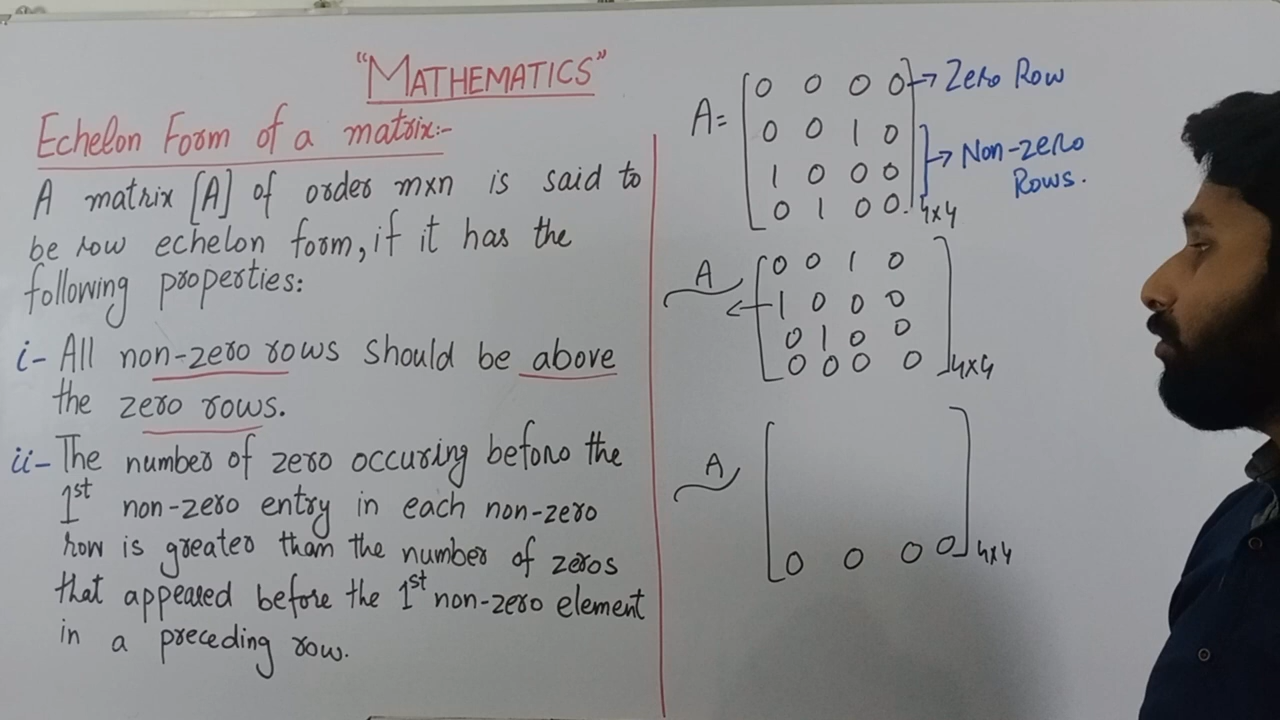 "MATHEMATICS"
Echelon Form of a matrix:-
A matrix [A] of order mxn is said to
be row echelon form, if it has the
following properties:
i- All non-zero rows should be above
the zero rows.
ii- The number of zero occuring before the
1st non-zero entry in each non-zero
row is greater than the number of zeros
that appeared before the 1st non-zero element
in a preceding row.
A= [0 0 0 0] → Zero Row
0 0 1 0
1 0 0 0 → Non-zero
Rows.
0 1 0 0 4x4
A ~ [0 0 1 0
1 0 0 0
0 1 0 0
0 0 0 0] 4x4
A ~ [
0 0 0 0] 4x4